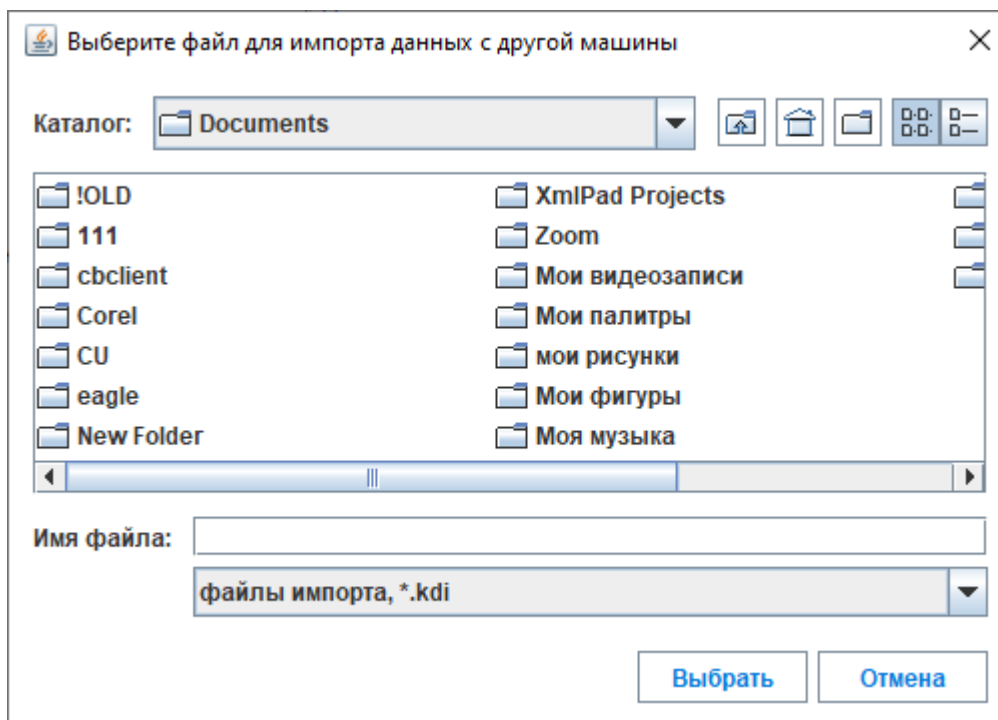 Выберите файл для импорта данных с другой машины
Каталог: Documents
!OLD
111
cbclient
Corel
CU
eagle
New Folder
XmlPad Projects
Zoom
Мои видеозаписи
Мои палитры
мои рисунки
Мои фигуры
Моя музыка
Имя файла:
файлы импорта, *.kdi
Выбрать Отмена